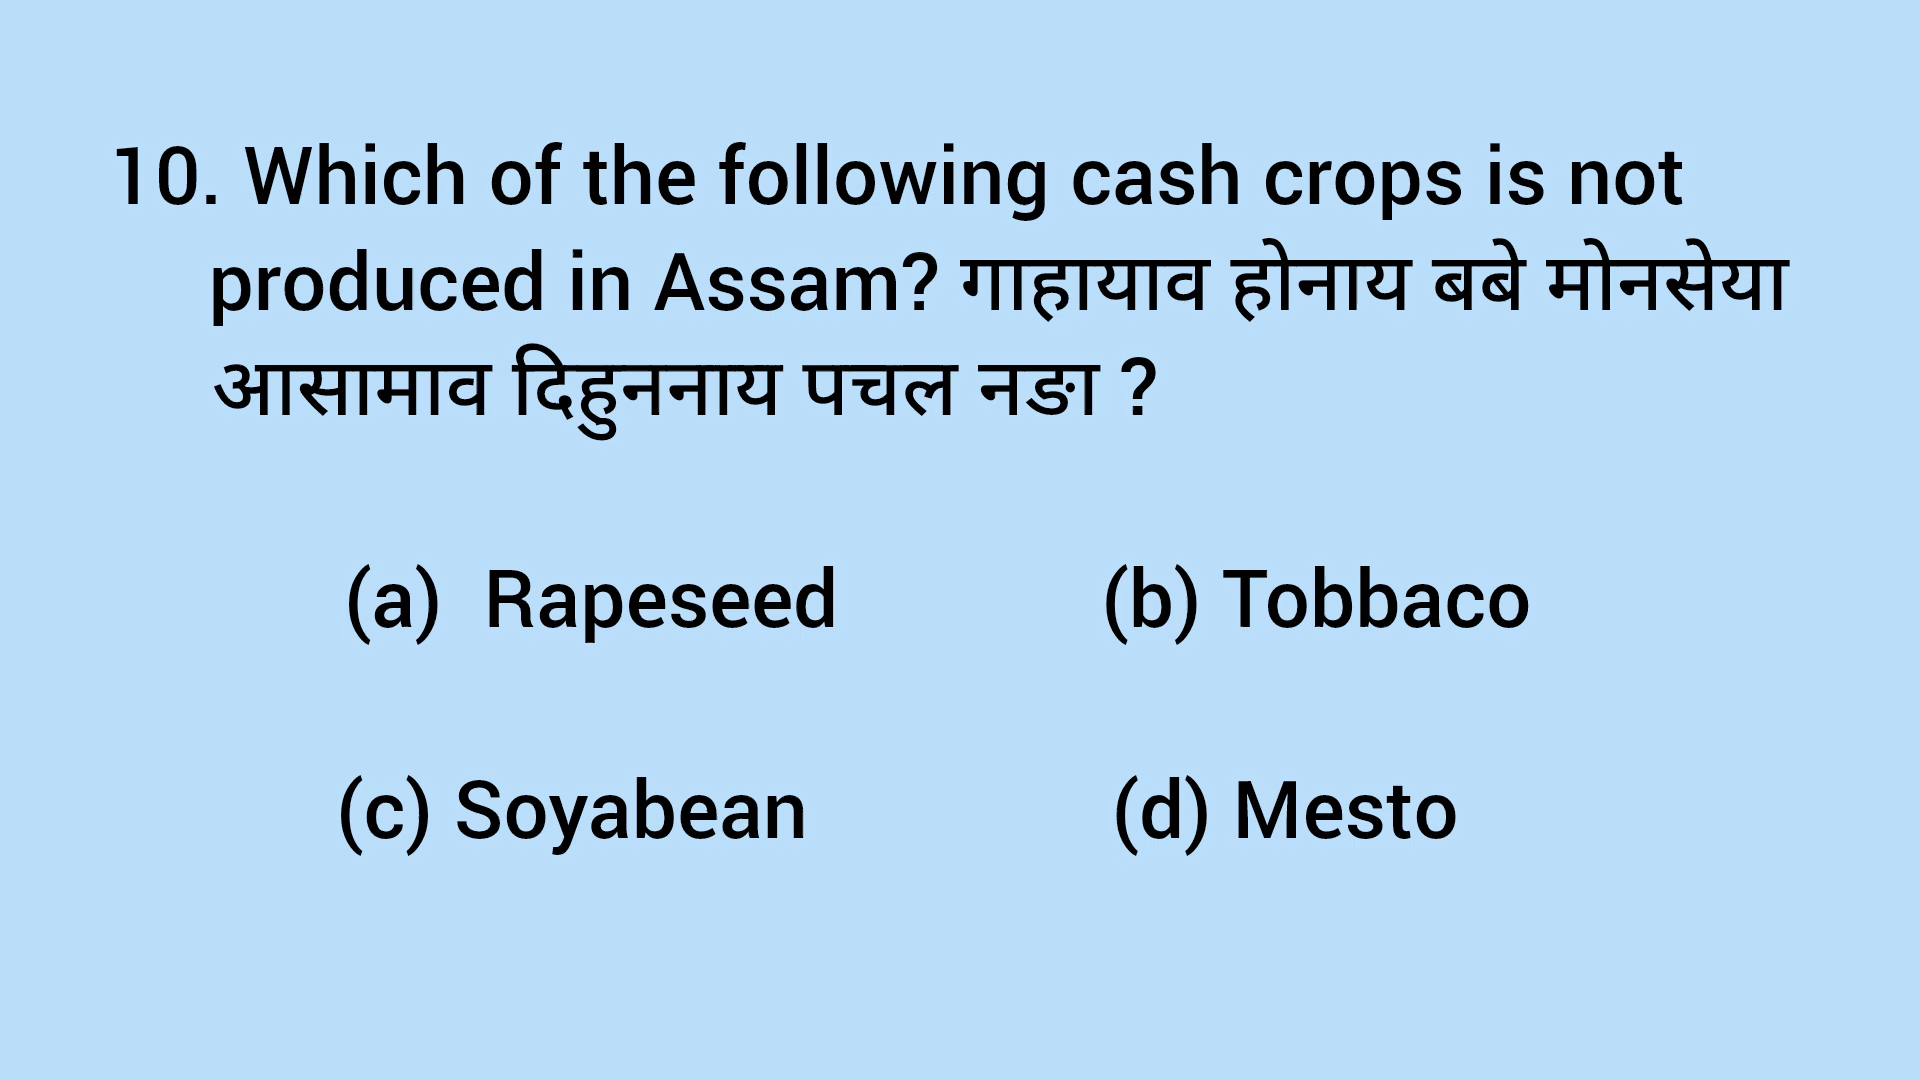 10. Which of the following cash crops is not
produced in Assam? गाहायाव होनाय बबे मोनसेया
आसामाव दिहुननाय पचल नङा ?
(a) Rapeseed (b) Tobbaco
(c) Soyabean (d) Mesto